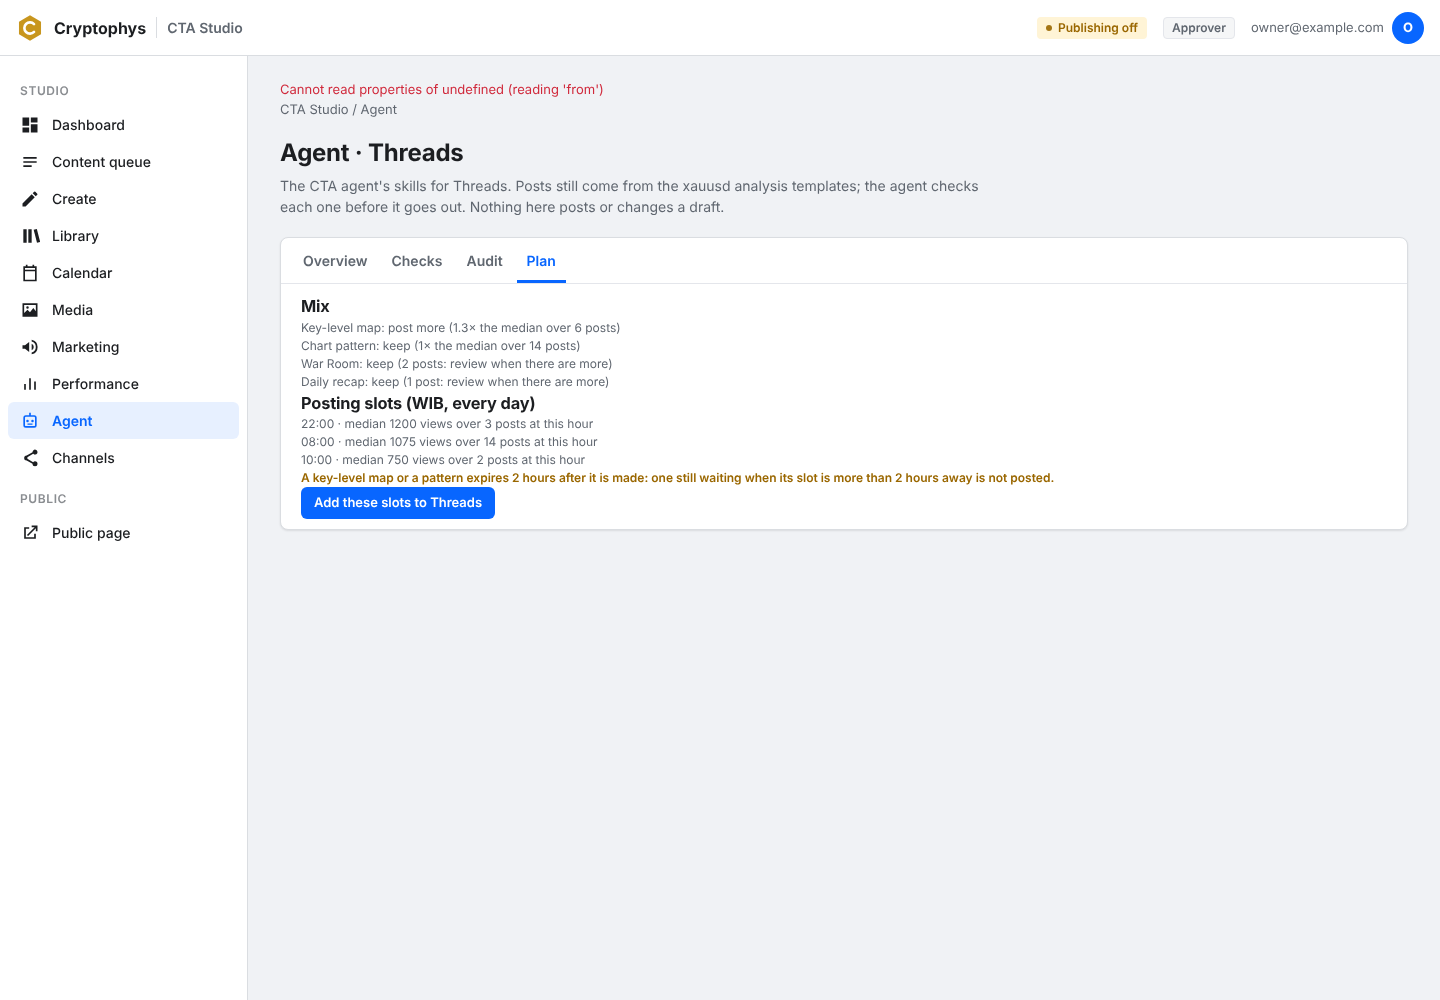 Cryptophys
CTA Studio
Publishing off
Approver
owner@example.com
O
STUDIO
Dashboard
Content queue
Create
Library
Calendar
Media
Marketing
Performance
Agent
Channels
PUBLIC
Public page
Cannot read properties of undefined (reading 'from')
CTA Studio / Agent
Agent · Threads
The CTA agent's skills for Threads. Posts still come from the xauusd analysis templates; the agent checks
each one before it goes out. Nothing here posts or changes a draft.
Overview Checks Audit Plan
Mix
Key-level map: post more (1.3× the median over 6 posts)
Chart pattern: keep (1× the median over 14 posts)
War Room: keep (2 posts: review when there are more)
Daily recap: keep (1 post: review when there are more)
Posting slots (WIB, every day)
22:00 · median 1200 views over 3 posts at this hour
08:00 · median 1075 views over 14 posts at this hour
10:00 · median 750 views over 2 posts at this hour
A key-level map or a pattern expires 2 hours after it is made: one still waiting when its slot is more than 2 hours away is not posted.
Add these slots to Threads